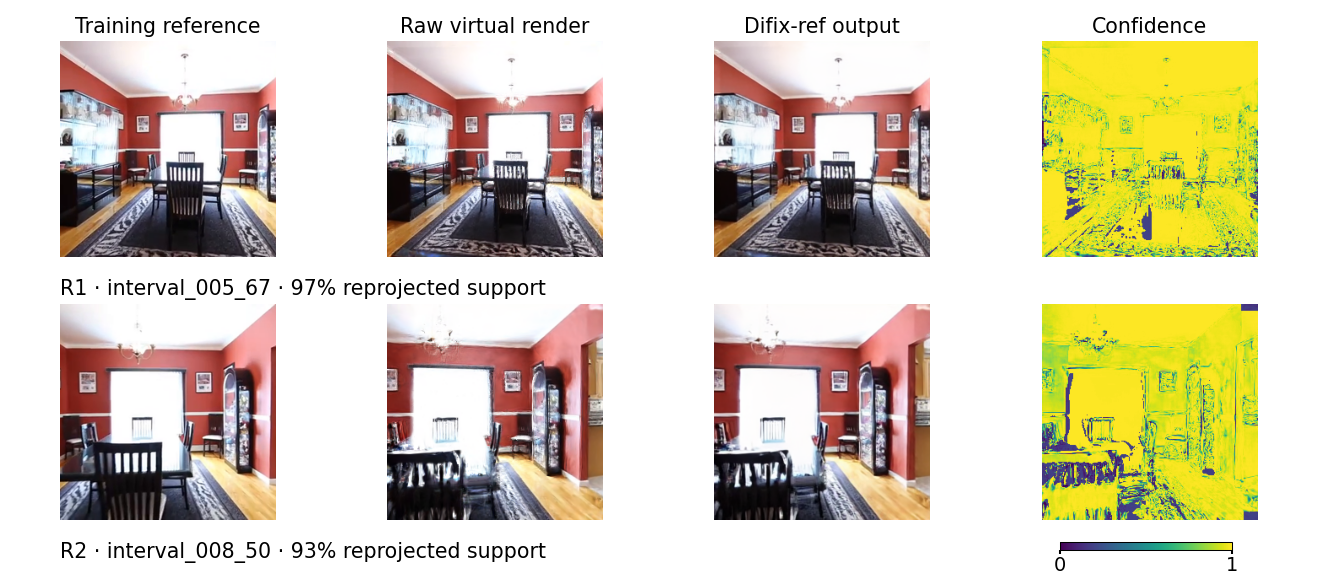 Training reference Raw virtual render Difix-ref output Confidence
R1 · interval_005_67 · 97% reprojected support
R2 · interval_008_50 · 93% reprojected support
0 1